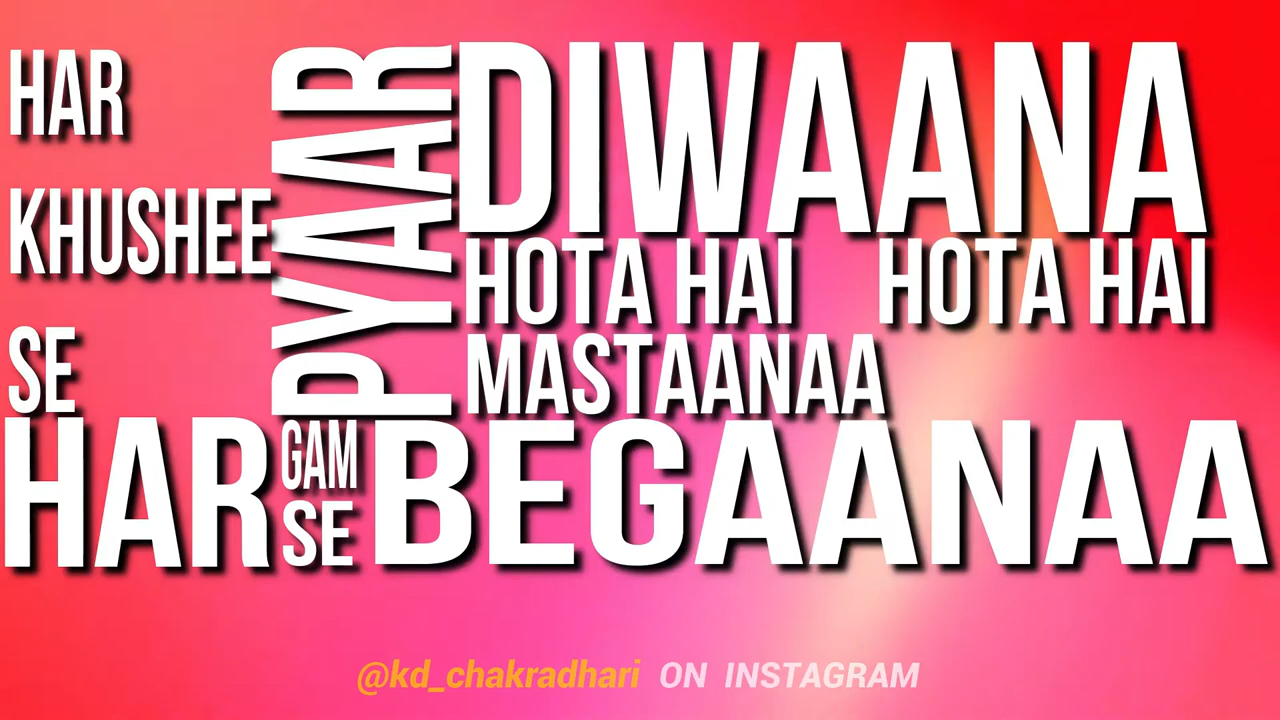 PYAAR DIWAANA
HOTA HAI
MASTAANAA
HOTA HAI
HAR
KHUSHEE
SE
BEGAANAA
HAR
GAM
SE
@kd_chakradhari ON INSTAGRAM